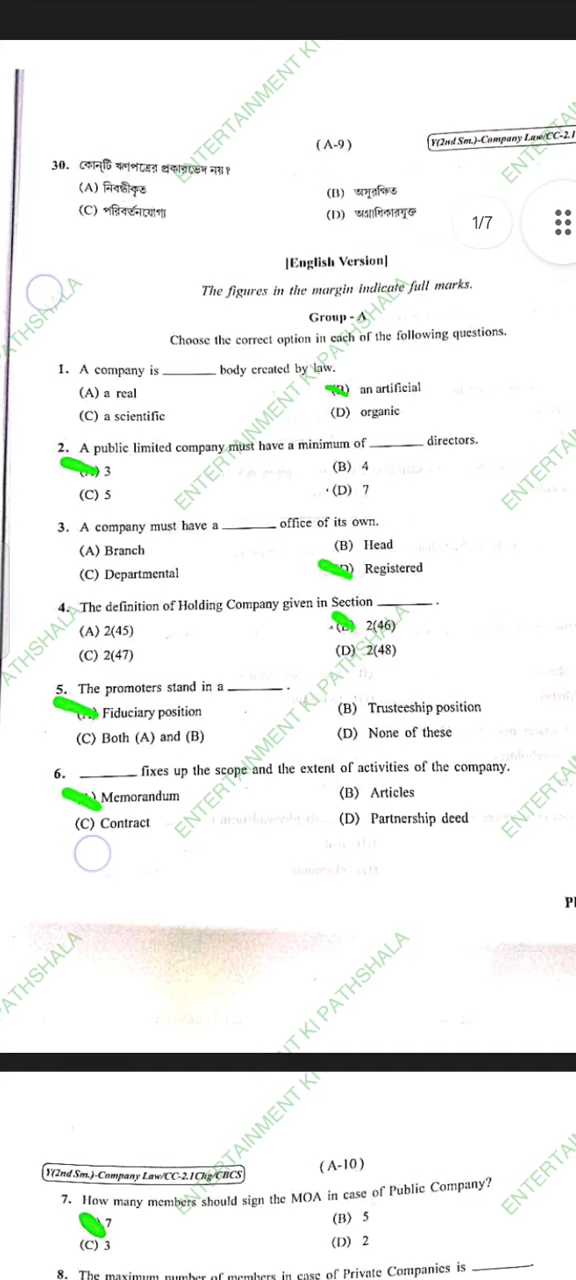 (A-9)
Y(2nd Sm.)-Company Law/CC-2.1
30. কোনটি ঋণপত্রের প্রকারভেদ নয়?
(A) নিবন্ধীকৃত (B) অসুরক্ষিত
(C) পরিবর্তনযোগ্য (D) অগ্রাধিকারযুক্ত
1/7
[English Version]
The figures in the margin indicate full marks.
Group - A
Choose the correct option in each of the following questions.
1. A company is ______ body created by law.
(A) a real an artificial
(C) a scientific (D) organic
2. A public limited company must have a minimum of ______ directors.
3 (B) 4
(C) 5 (D) 7
3. A company must have a ______ office of its own.
(A) Branch (B) Head
(C) Departmental Registered
4. The definition of Holding Company given in Section ______ .
(A) 2(45) 2(46)
(C) 2(47) (D) 2(48)
5. The promoters stand in a ______ .
Fiduciary position (B) Trusteeship position
(C) Both (A) and (B) (D) None of these
6. ______ fixes up the scope and the extent of activities of the company.
Memorandum (B) Articles
(C) Contract (D) Partnership deed
ENTERTAINMENT KI PATHSHALA
Y(2nd Sm.)-Company Law/CC-2.1Chg/CBCS
(A-10)
7. How many members should sign the MOA in case of Public Company?
7 (B) 5
(C) 3 (D) 2
8. The maximum number of members in case of Private Companies is ______.